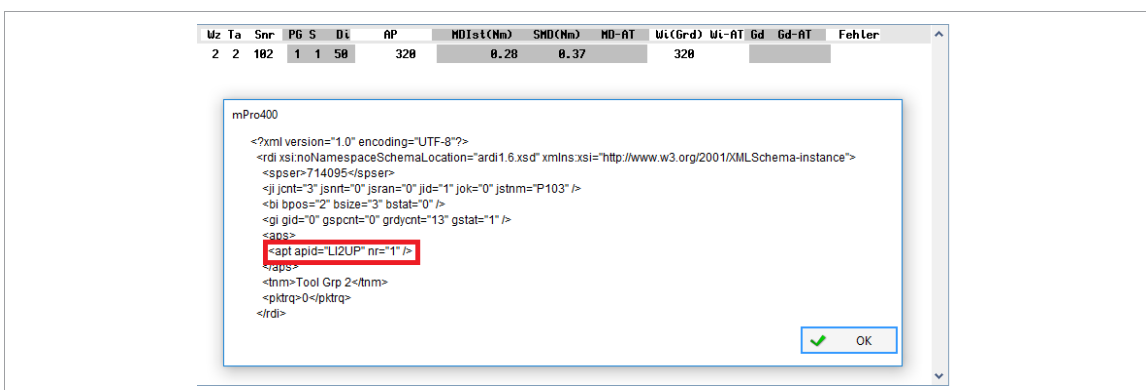 Wz Ta Snr PG S Di AP MDIst(Nm) SMD(Nm) MD-AT Wi(Grd) Wi-AT Gd Gd-AT Fehler
2 2 102 1 1 50 320 0.28 0.37 320
mPro400
<?xml version="1.0" encoding="UTF-8"?>
<rdi xsi:noNamespaceSchemaLocation="ardi1.6.xsd" xmlns:xsi="http://www.w3.org/2001/XMLSchema-instance">
<spser>714095</spser>
<ji jcnt="3" jsnrt="0" jsran="0" jid="1" jok="0" jstnm="P103" />
<bi bpos="2" bsize="3" bstat="0" />
<gi gid="0" gspcnt="0" grdycnt="13" gstat="1" />
<aps>
<apt apid="LI2UP" nr="1" />
</aps>
<tnm>Tool Grp 2</tnm>
<pktrq>0</pktrq>
</rdi>
OK